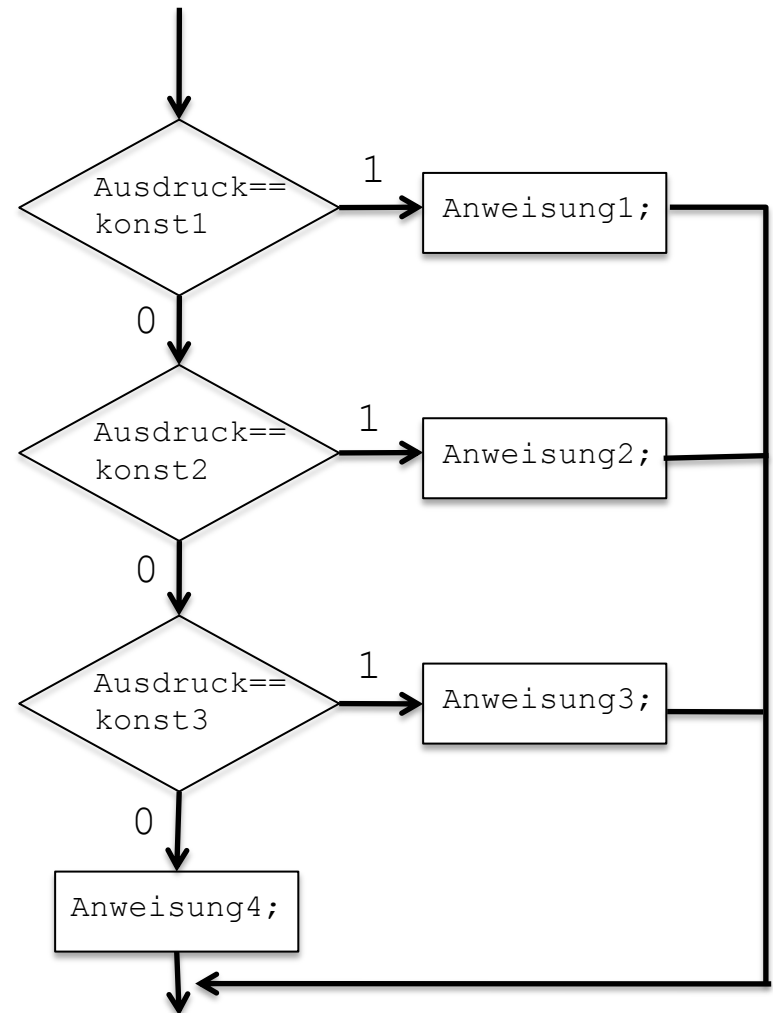 Ausdruck==
konst1
1
Anweisung1;
0
Ausdruck==
konst2
1
Anweisung2;
0
Ausdruck==
konst3
1
Anweisung3;
0
Anweisung4;